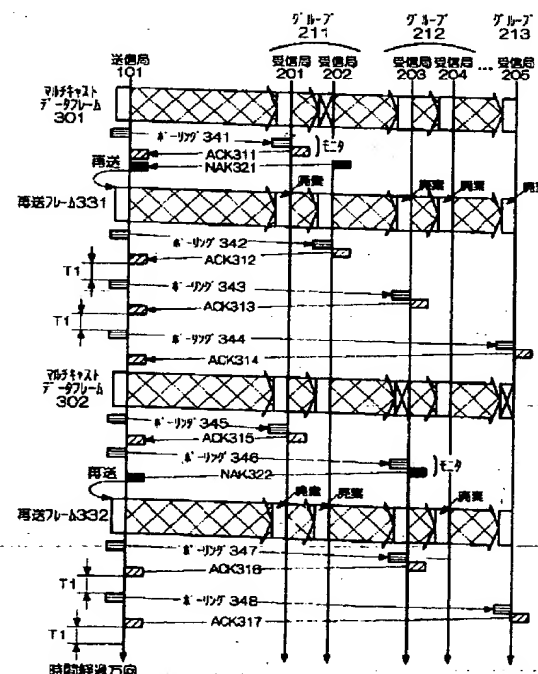 グループ 211
グループ 212
グループ 213
送信局 101
受信局 201
受信局 202
受信局 203
受信局 204
...
受信局 205
マルチキャスト
データフレーム
301
ポーリング341
ACK311
モニタ
NAK321
再送
廃棄
廃棄
廃棄
廃棄
再送フレーム331
ポーリング342
ACK312
T1
ポーリング343
ACK313
T1
ポーリング344
ACK314
マルチキャスト
データフレーム
302
ポーリング345
ACK315
ポーリング346
モニタ
NAK322
再送
廃棄
廃棄
廃棄
再送フレーム332
ポーリング347
ACK316
T1
ポーリング348
ACK317
T1
時間経過方向